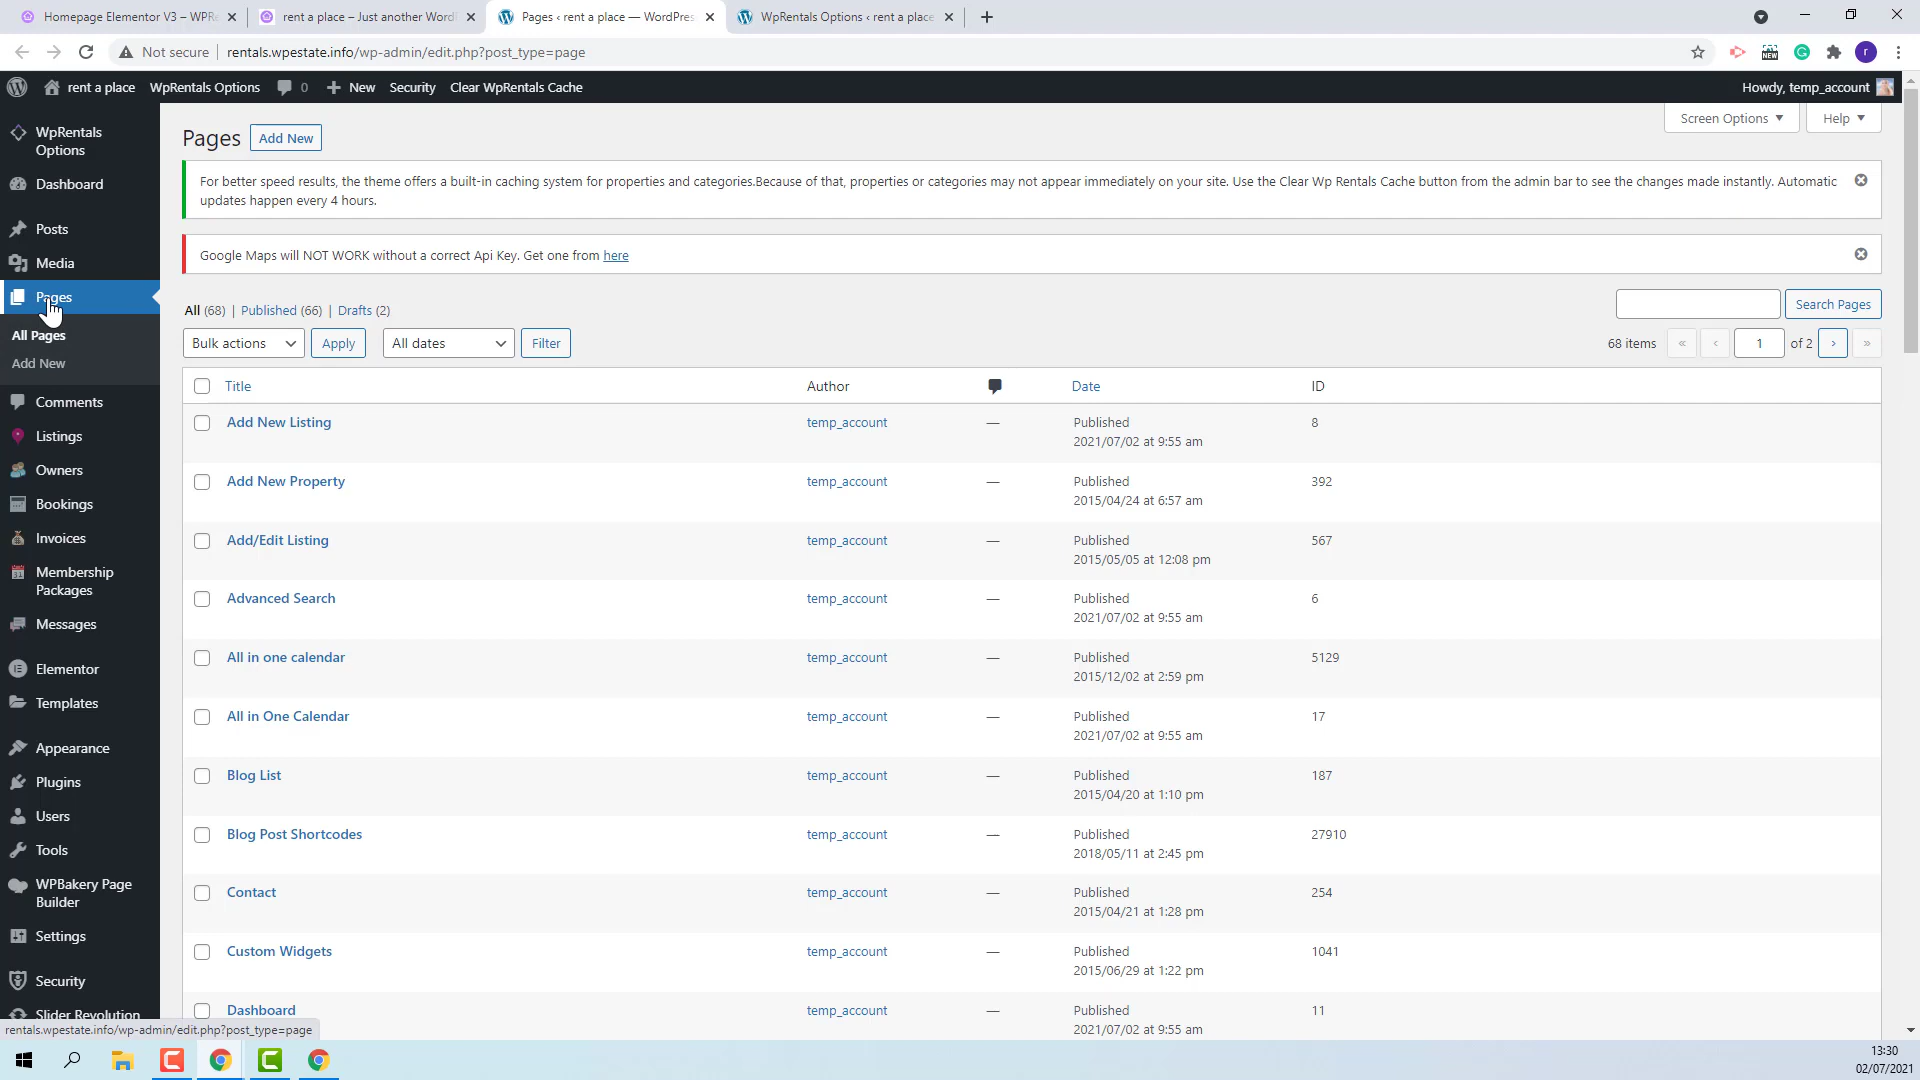 Homepage Elementor V3 – WPRe
rent a place – Just another WordP
Pages ‹ rent a place — WordPres
WpRentals Options ‹ rent a place
Not secure
rentals.wpestate.info/wp-admin/edit.php?post_type=page
NEW
r
rent a place
WpRentals Options
0
New
Security
Clear WpRentals Cache
Howdy, temp_account
WpRentals
Options
Dashboard
Posts
Media
Pages
All Pages
Add New
Comments
Listings
Owners
Bookings
Invoices
Membership
Packages
Messages
Elementor
Templates
Appearance
Plugins
Users
Tools
WPBakery Page
Builder
Settings
Security
Slider Revolution
Screen Options
Help
Pages
Add New
For better speed results, the theme offers a built-in caching system for properties and categories.Because of that, properties or categories may not appear immediately on your site. Use the Clear Wp Rentals Cache button from the admin bar to see the changes made instantly. Automatic
updates happen every 4 hours.
Google Maps will NOT WORK without a correct Api Key. Get one from here
All (68) | Published (66) | Drafts (2)
Search Pages
Bulk actions
Apply
All dates
Filter
68 items « ‹ 1 of 2 › »
Title Author Date ID
Add New Listing temp_account — Published 8
2021/07/02 at 9:55 am
Add New Property temp_account — Published 392
2015/04/24 at 6:57 am
Add/Edit Listing temp_account — Published 567
2015/05/05 at 12:08 pm
Advanced Search temp_account — Published 6
2021/07/02 at 9:55 am
All in one calendar temp_account — Published 5129
2015/12/02 at 2:59 pm
All in One Calendar temp_account — Published 17
2021/07/02 at 9:55 am
Blog List temp_account — Published 187
2015/04/20 at 1:10 pm
Blog Post Shortcodes temp_account — Published 27910
2018/05/11 at 2:45 pm
Contact temp_account — Published 254
2015/04/21 at 1:28 pm
Custom Widgets temp_account — Published 1041
2015/06/29 at 1:22 pm
Dashboard temp_account — Published 11
2021/07/02 at 9:55 am
rentals.wpestate.info/wp-admin/edit.php?post_type=page
13:30
02/07/2021